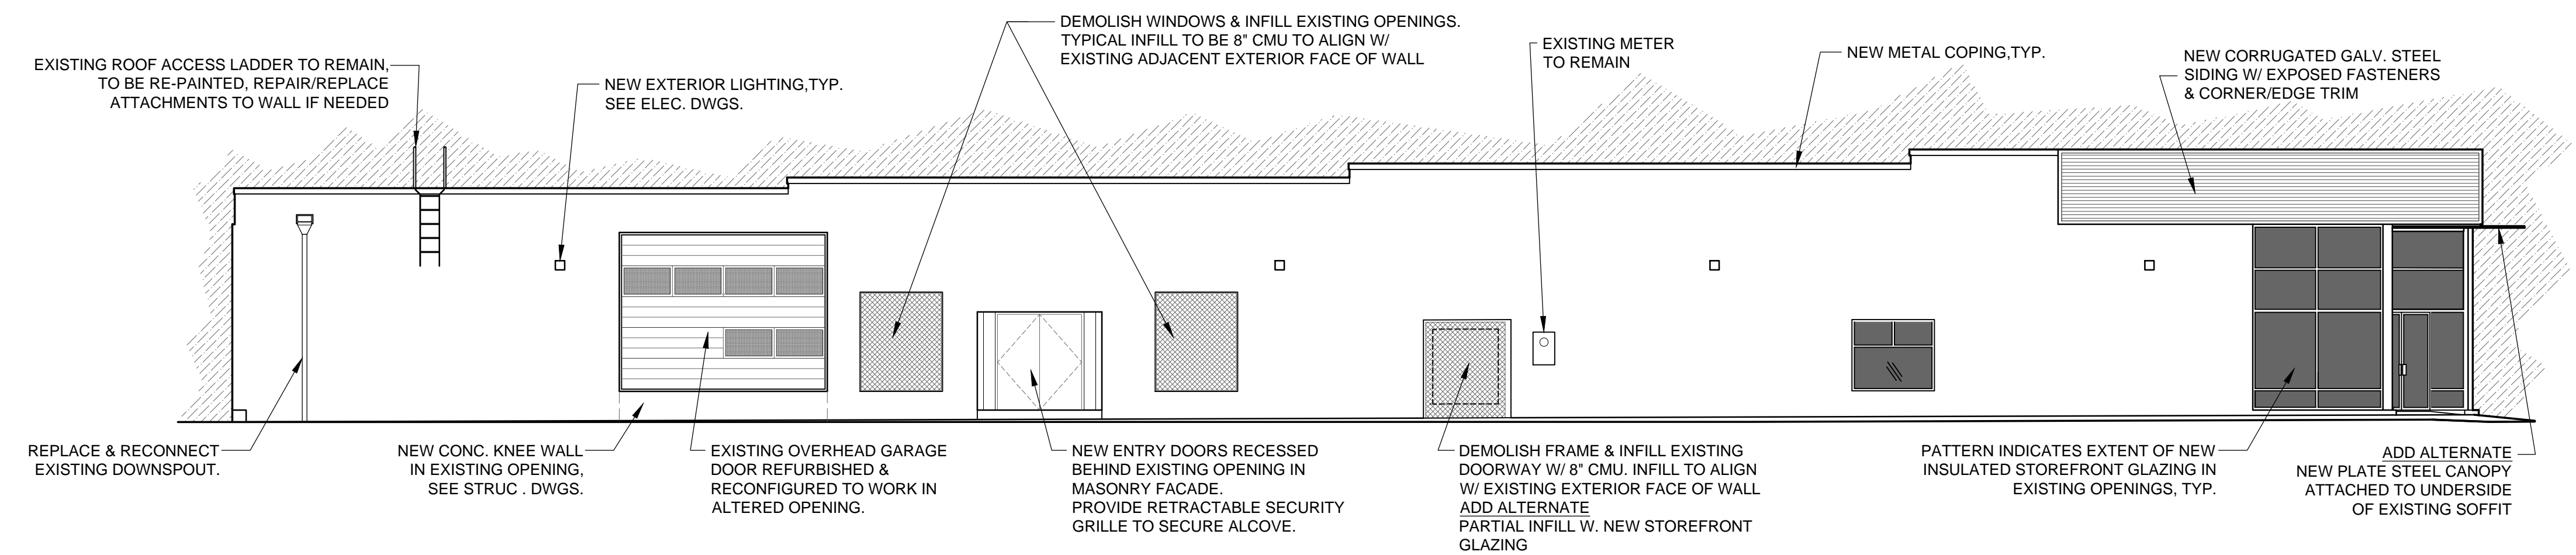 EXISTING ROOF ACCESS LADDER TO REMAIN,
TO BE RE-PAINTED, REPAIR/REPLACE
ATTACHMENTS TO WALL IF NEEDED
NEW EXTERIOR LIGHTING,TYP.
SEE ELEC. DWGS.
DEMOLISH WINDOWS & INFILL EXISTING OPENINGS.
TYPICAL INFILL TO BE 8" CMU TO ALIGN W/
EXISTING ADJACENT EXTERIOR FACE OF WALL
EXISTING METER
TO REMAIN
NEW METAL COPING,TYP.
NEW CORRUGATED GALV. STEEL
SIDING W/ EXPOSED FASTENERS
& CORNER/EDGE TRIM
REPLACE & RECONNECT
EXISTING DOWNSPOUT.
NEW CONC. KNEE WALL
IN EXISTING OPENING,
SEE STRUC . DWGS.
EXISTING OVERHEAD GARAGE
DOOR REFURBISHED &
RECONFIGURED TO WORK IN
ALTERED OPENING.
NEW ENTRY DOORS RECESSED
BEHIND EXISTING OPENING IN
MASONRY FACADE.
PROVIDE RETRACTABLE SECURITY
GRILLE TO SECURE ALCOVE.
DEMOLISH FRAME & INFILL EXISTING
DOORWAY W/ 8" CMU. INFILL TO ALIGN
W/ EXISTING EXTERIOR FACE OF WALL
ADD ALTERNATE
PARTIAL INFILL W. NEW STOREFRONT
GLAZING
PATTERN INDICATES EXTENT OF NEW
INSULATED STOREFRONT GLAZING IN
EXISTING OPENINGS, TYP.
ADD ALTERNATE
NEW PLATE STEEL CANOPY
ATTACHED TO UNDERSIDE
OF EXISTING SOFFIT